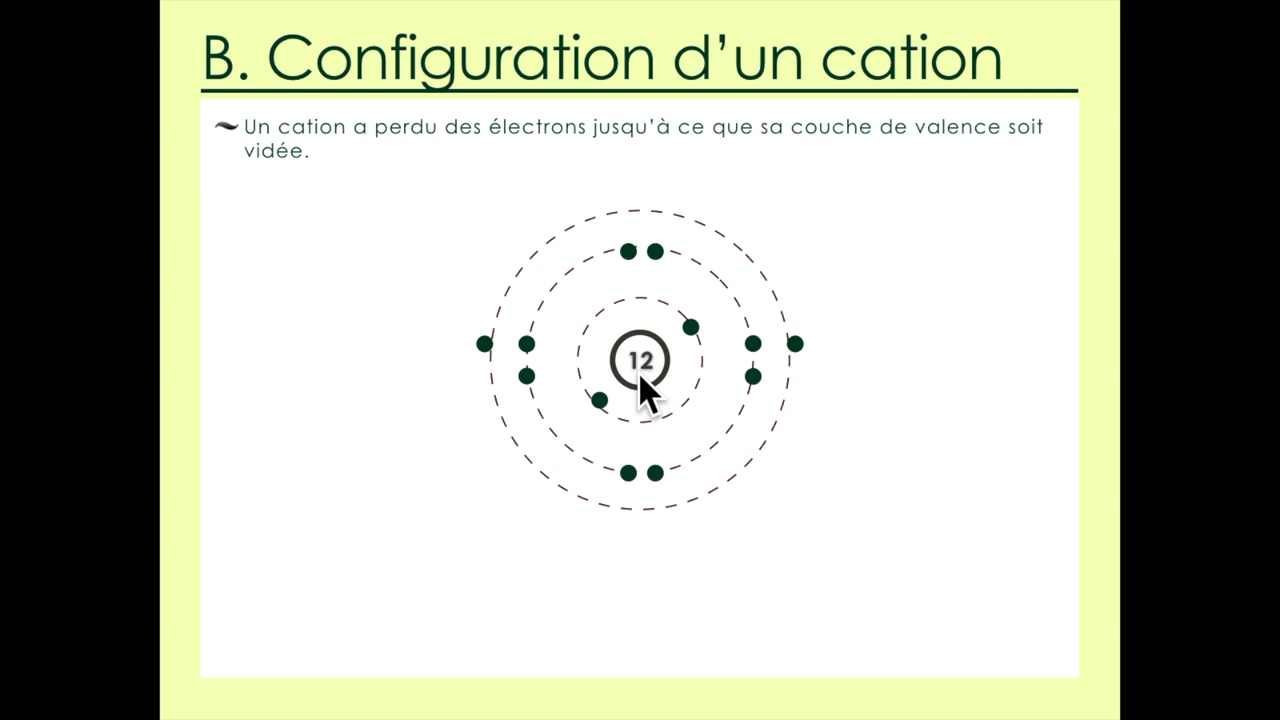 B. Configuration d’un cation
Un cation a perdu des électrons jusqu’à ce que sa couche de valence soit
vidée.
12